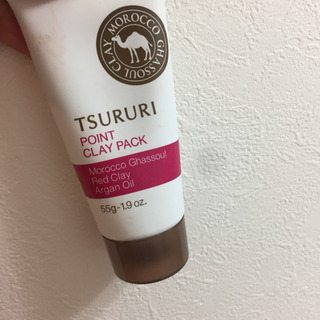 MOROCCO GHASSOUL CLAY
TSURURI
POINT
CLAY PACK
Morocco Ghassoul
Red Clay
Argan Oil
55g-1.9 oz.